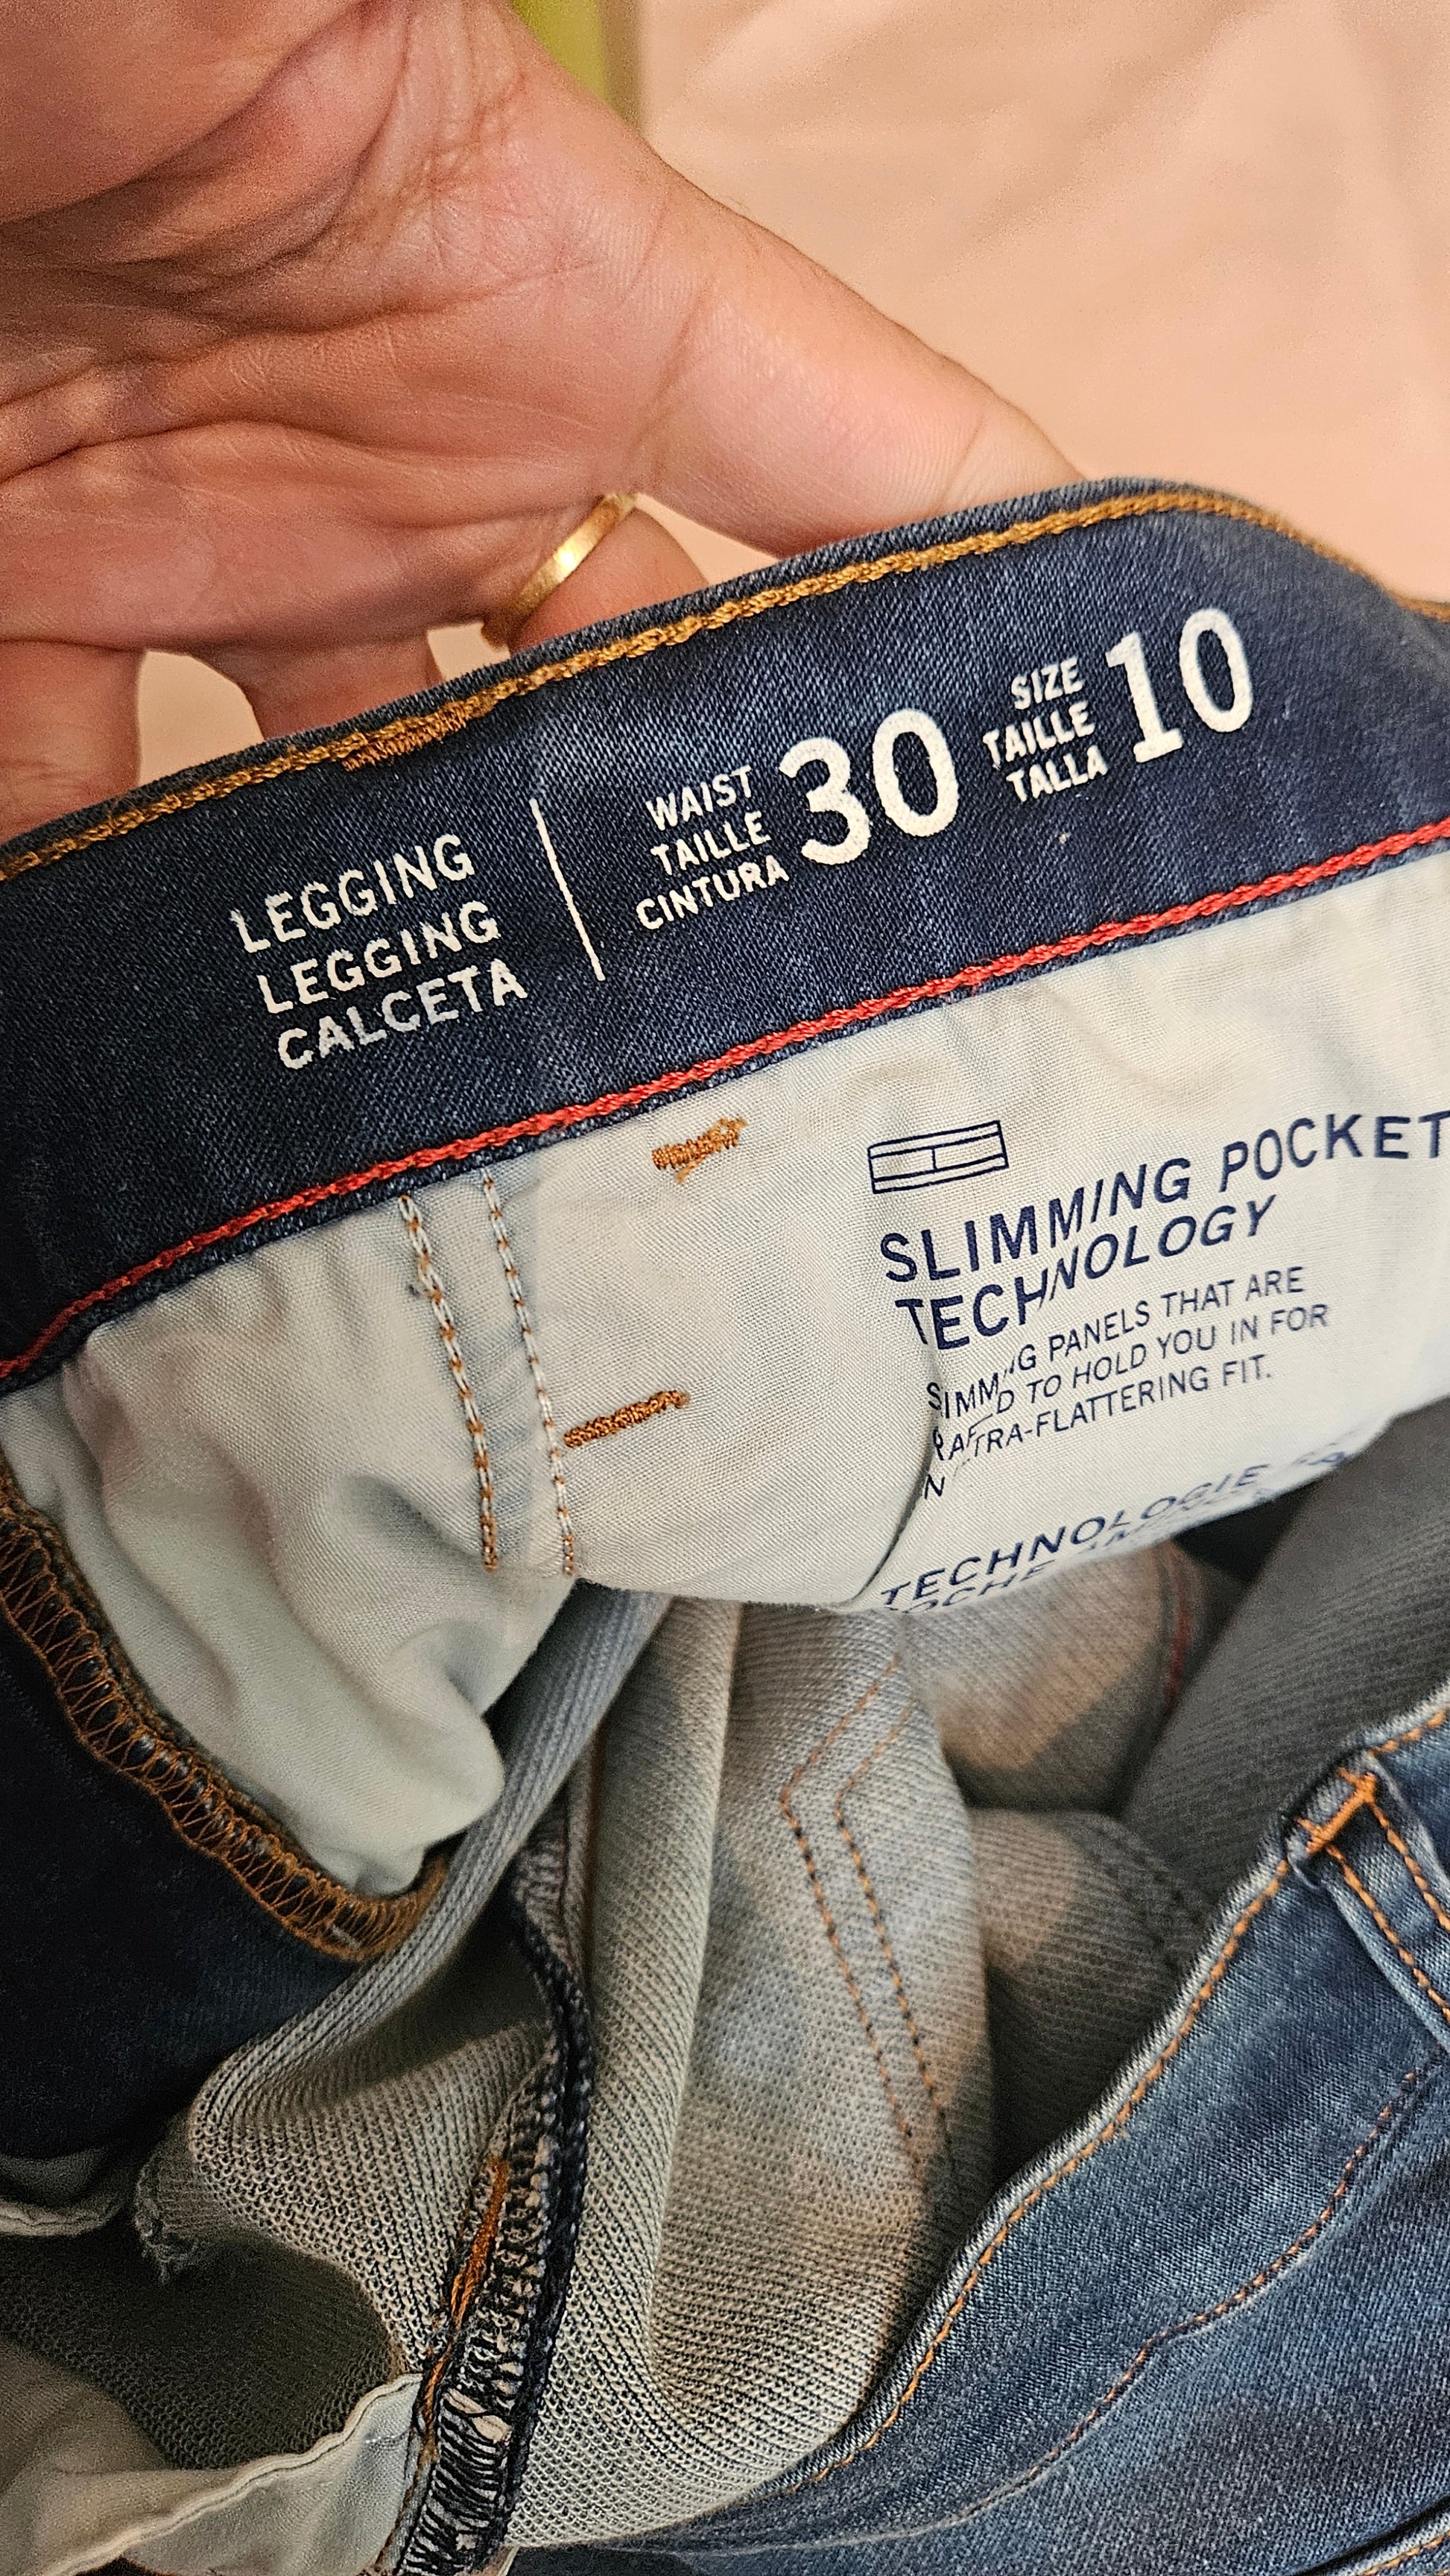 LEGGING
LEGGING
CALCETA
WAIST
TAILLE
CINTURA
30
SIZE
TAILLE
TALLA
10
SLIMMING POCKET
TECHNOLOGY
PANELS THAT ARE
TO HOLD YOU IN FOR
FLATTERING FIT.
TECHNOLOGIE